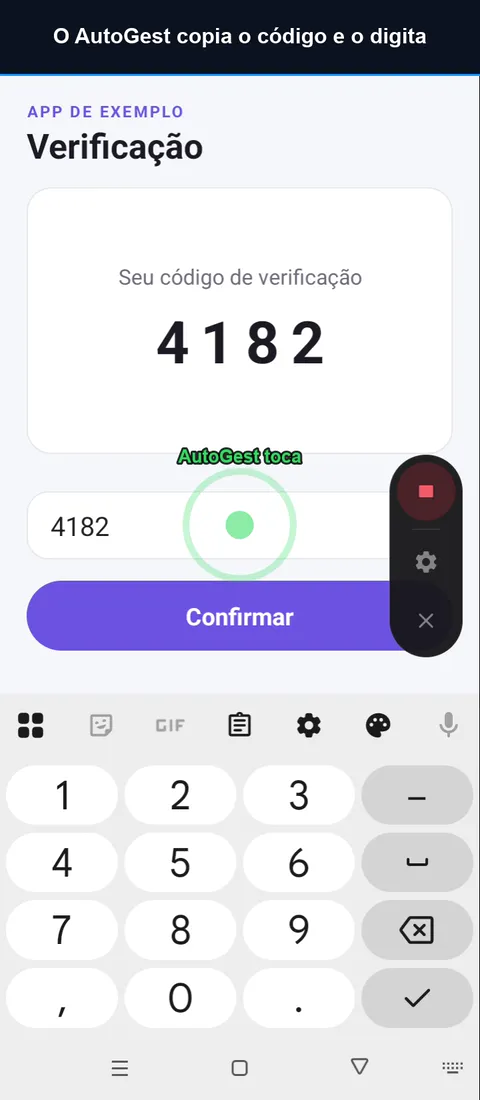 O AutoGest copia o código e o digita
APP DE EXEMPLO
Verificação
Seu código de verificação
4182
AutoGest toca
4182
Confirmar
GIF
1 2 3 –
4 5 6
7 8 9
, 0 .